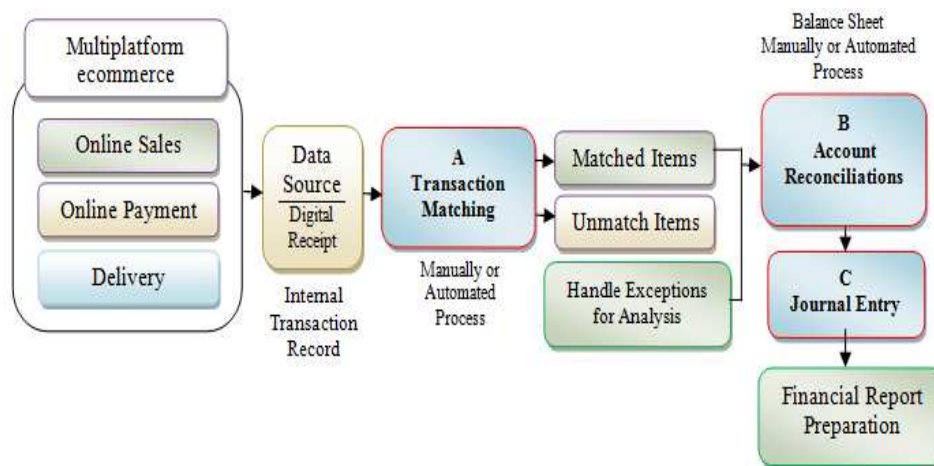 Multiplatform
ecommerce
Online Sales
Online Payment
Delivery
Data
Source
Digital
Receipt
Internal
Transaction
Record
A
Transaction
Matching
Manually or
Automated
Process
Matched Items
Unmatch Items
Handle Exceptions
for Analysis
Balance Sheet
Manually or Automated
Process
B
Account
Reconciliations
C
Journal Entry
Financial Report
Preparation